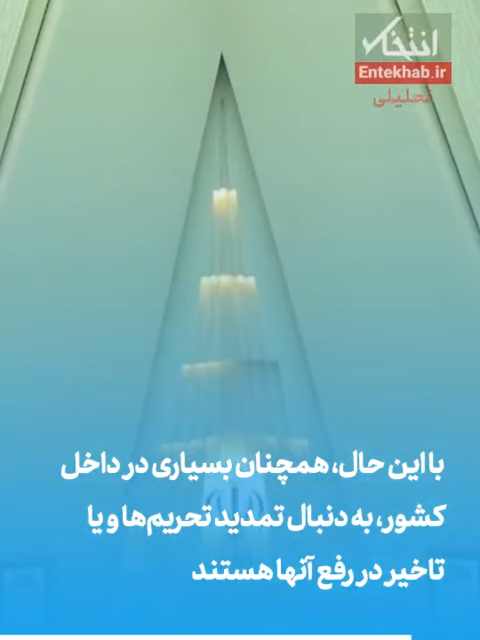 انتخاب
Entekhab.ir
تحلیلی
با این حال، همچنان بسیاری در داخل
کشور، به دنبال تمدید تحریم‌ها و یا
تاخیر در رفع آنها هستند